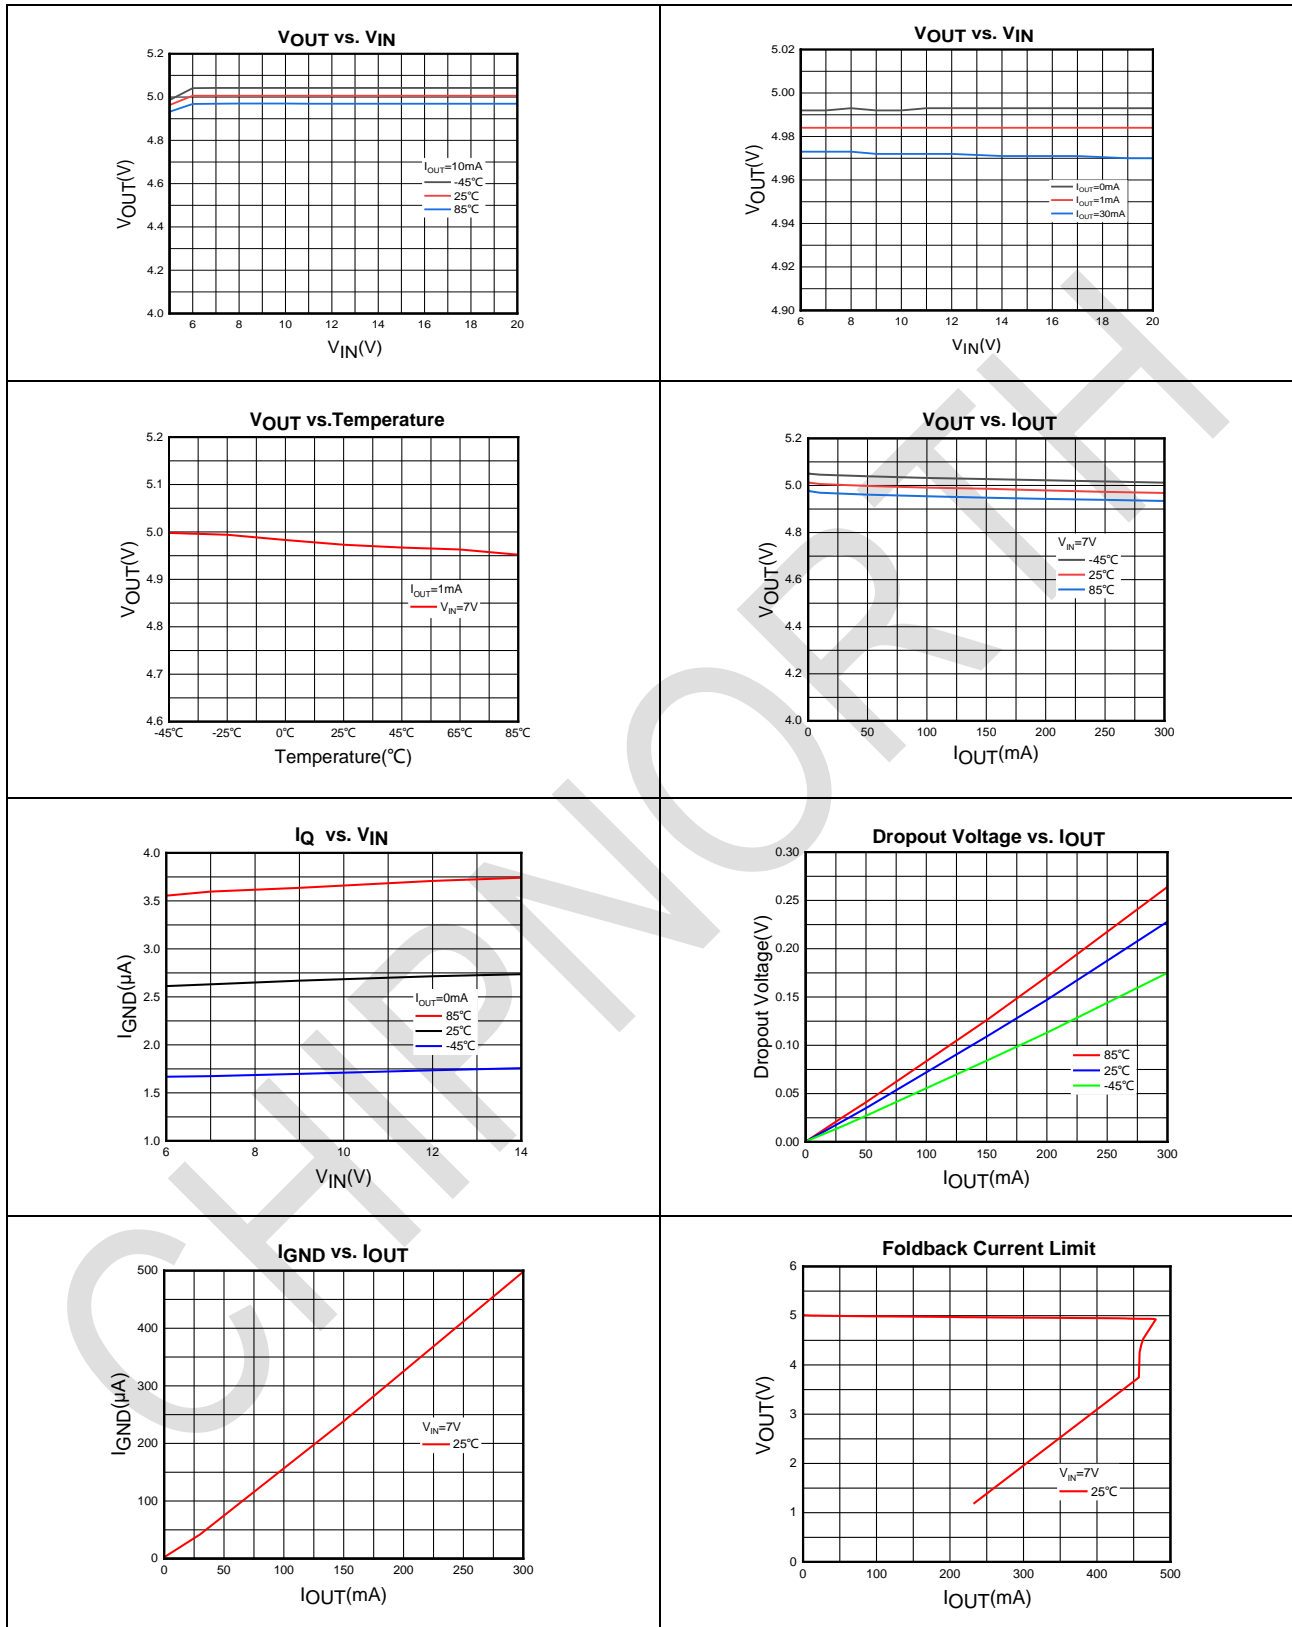 VOUT vs. VIN
5.2
5.0
4.8
4.6
4.4
4.2
4.0
VOUT(V)
IOUT=10mA
-45℃
25℃
85℃
6 8 10 12 14 16 18 20
VIN(V)
VOUT vs. VIN
5.02
5.00
4.98
4.96
4.94
4.92
4.90
VOUT(V)
IOUT=0mA
IOUT=1mA
IOUT=30mA
6 8 10 12 14 16 18 20
VIN(V)
VOUT vs.Temperature
5.2
5.1
5.0
4.9
4.8
4.7
4.6
VOUT(V)
IOUT=1mA
VIN=7V
-45℃ -25℃ 0℃ 25℃ 45℃ 65℃ 85℃
Temperature(℃)
VOUT vs. IOUT
5.2
5.0
4.8
4.6
4.4
4.2
4.0
VOUT(V)
VIN=7V
-45℃
25℃
85℃
0 50 100 150 200 250 300
IOUT(mA)
IQ vs. VIN
4.0
3.5
3.0
2.5
2.0
1.5
1.0
IGND(µA)
IOUT=0mA
85℃
25℃
-45℃
6 8 10 12 14
VIN(V)
Dropout Voltage vs. IOUT
0.30
0.25
0.20
0.15
0.10
0.05
0.00
Dropout Voltage(V)
85℃
25℃
-45℃
0 50 100 150 200 250 300
IOUT(mA)
IGND vs. IOUT
500
400
300
200
100
0
IGND(µA)
VIN=7V
25℃
0 50 100 150 200 250 300
IOUT(mA)
Foldback Current Limit
6
5
4
3
2
1
0
VOUT(V)
VIN=7V
25℃
0 100 200 300 400 500
IOUT(mA)
CHIPNORTH